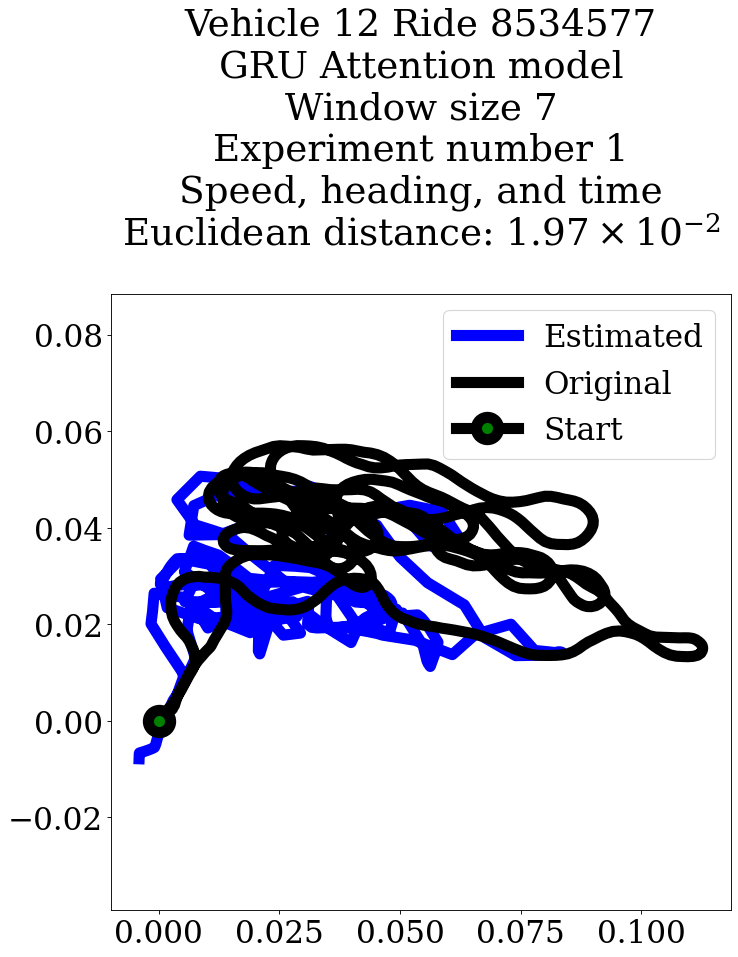 Vehicle 12 Ride 8534577
GRU Attention model
Window size 7
Experiment number 1
Speed, heading, and time
Euclidean distance: 1.97 × 10⁻²
Estimated
Original
Start
0.08
0.06
0.04
0.02
0.00
−0.02
0.000 0.025 0.050 0.075 0.100